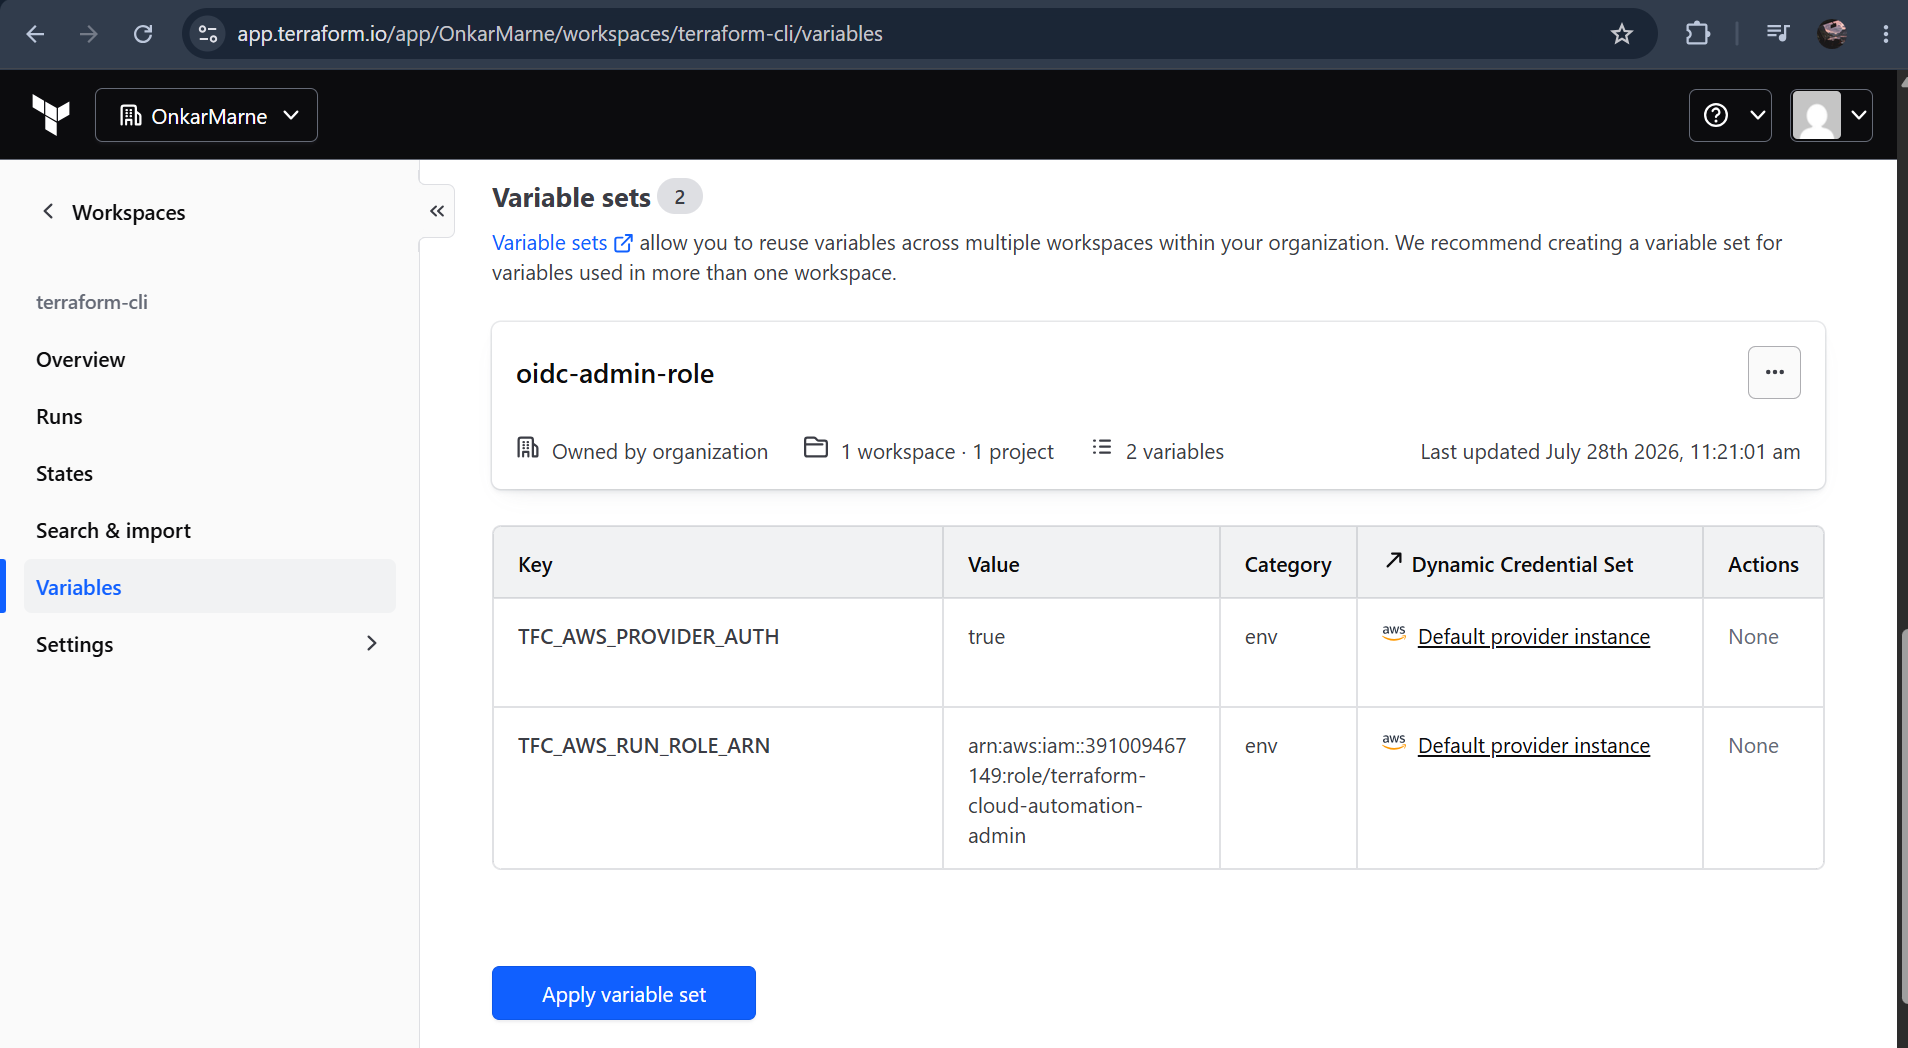 app.terraform.io/app/OnkarMarne/workspaces/terraform-cli/variables
OnkarMarne
Workspaces
terraform-cli
Overview
Runs
States
Search & import
Variables
Settings
Variable sets 2
Variable sets allow you to reuse variables across multiple workspaces within your organization. We recommend creating a variable set for
variables used in more than one workspace.
oidc-admin-role
Owned by organization 1 workspace · 1 project 2 variables Last updated July 28th 2026, 11:21:01 am
Key Value Category Dynamic Credential Set Actions
TFC_AWS_PROVIDER_AUTH true env aws Default provider instance None
TFC_AWS_RUN_ROLE_ARN arn:aws:iam::391009467 env aws Default provider instance None
149:role/terraform-
cloud-automation-
admin
Apply variable set